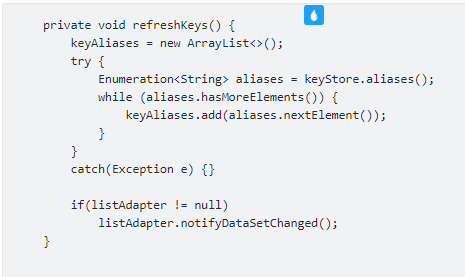 private void refreshKeys() {
    keyAliases = new ArrayList<>();
    try {
        Enumeration<String> aliases = keyStore.aliases();
        while (aliases.hasMoreElements()) {
            keyAliases.add(aliases.nextElement());
        }
    }
    catch(Exception e) {}

    if(listAdapter != null)
        listAdapter.notifyDataSetChanged();
}